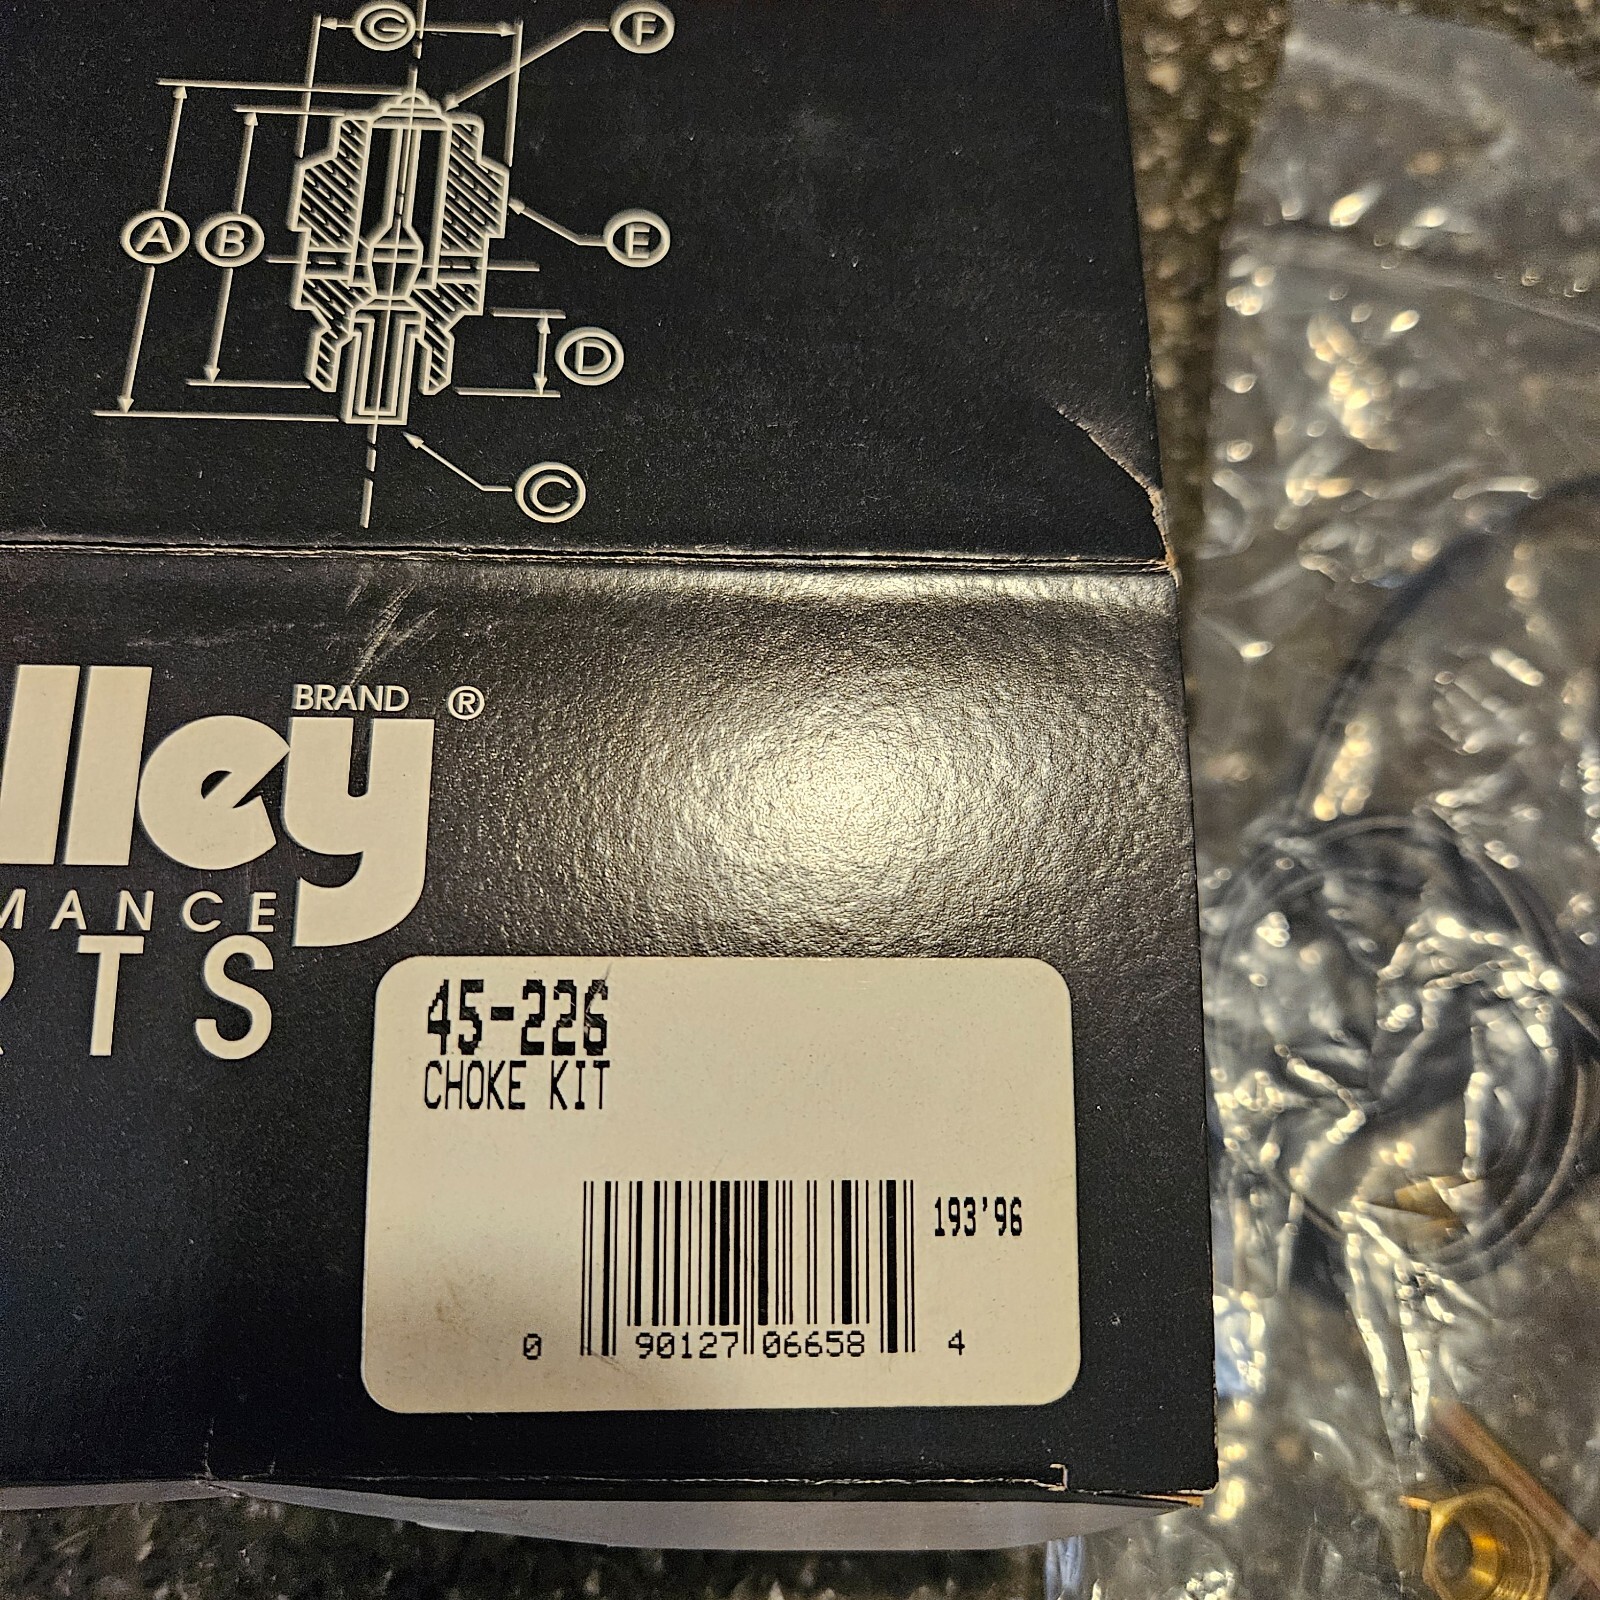 G
F
A
B
E
D
C
BRAND ®
lley
MANCE
RTS
45-226
CHOKE KIT
193'96
0 90127 06658 4